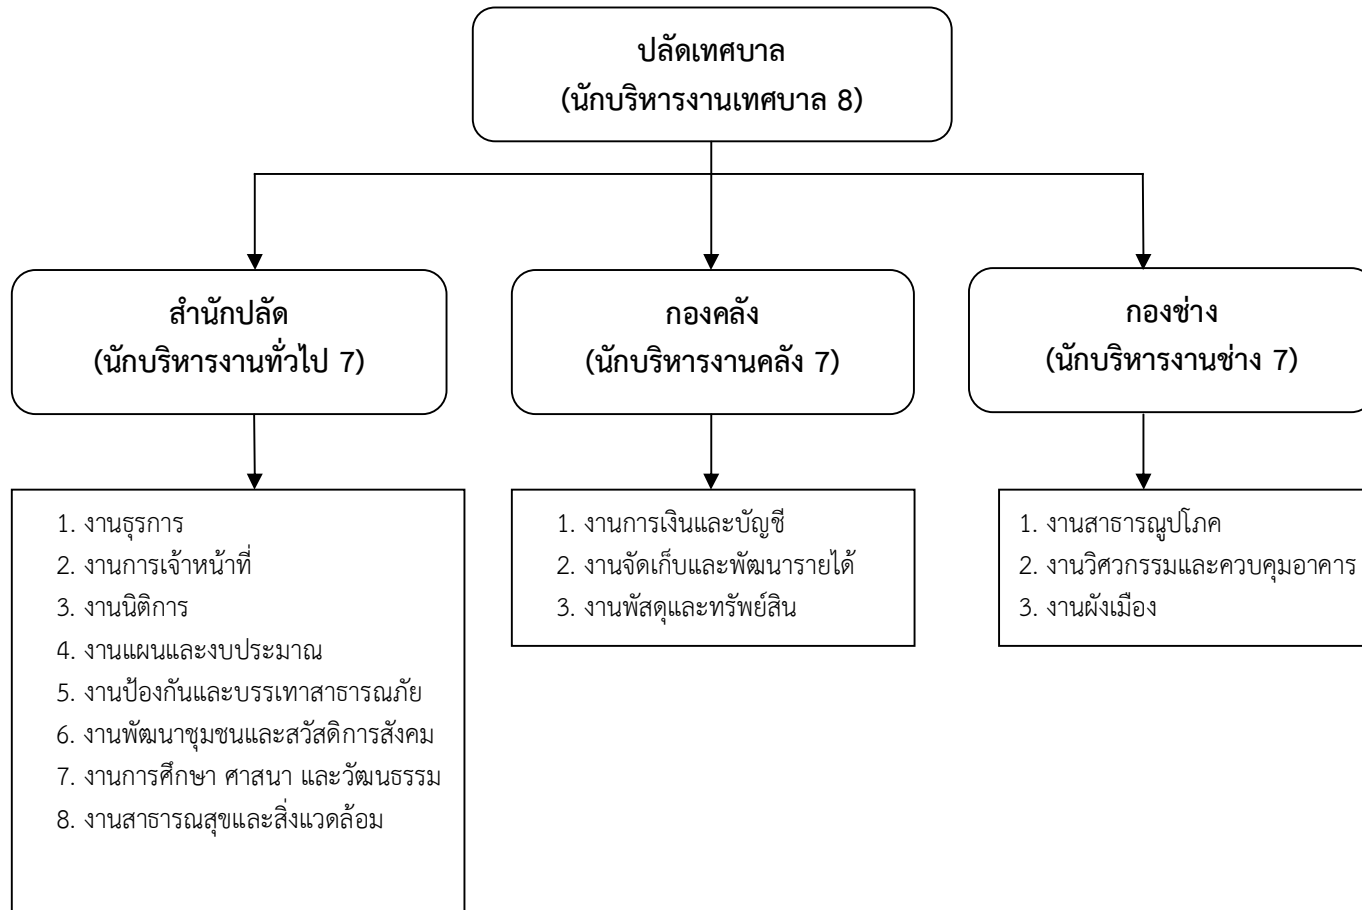 ปลัดเทศบาล
(นักบริหารงานเทศบาล 8)
สำนักปลัด
(นักบริหารงานทั่วไป 7)
กองคลัง
(นักบริหารงานคลัง 7)
กองช่าง
(นักบริหารงานช่าง 7)
1. งานธุรการ
2. งานการเจ้าหน้าที่
3. งานนิติการ
4. งานแผนและงบประมาณ
5. งานป้องกันและบรรเทาสาธารณภัย
6. งานพัฒนาชุมชนและสวัสดิการสังคม
7. งานการศึกษา ศาสนา และวัฒนธรรม
8. งานสาธารณสุขและสิ่งแวดล้อม
1. งานการเงินและบัญชี
2. งานจัดเก็บและพัฒนารายได้
3. งานพัสดุและทรัพย์สิน
1. งานสาธารณูปโภค
2. งานวิศวกรรมและควบคุมอาคาร
3. งานผังเมือง